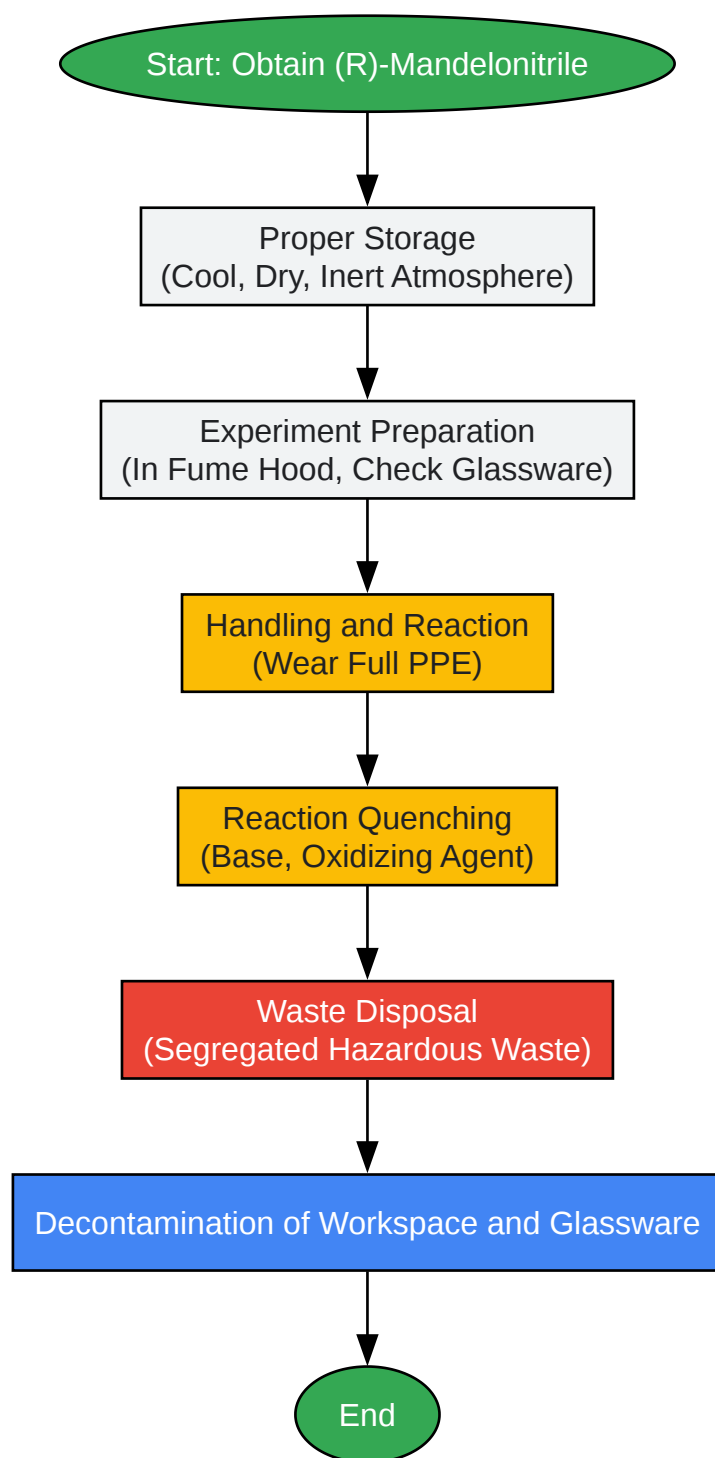 Start: Obtain (R)-Mandelonitrile
Proper Storage
(Cool, Dry, Inert Atmosphere)
Experiment Preparation
(In Fume Hood, Check Glassware)
Handling and Reaction
(Wear Full PPE)
Reaction Quenching
(Base, Oxidizing Agent)
Waste Disposal
(Segregated Hazardous Waste)
Decontamination of Workspace and Glassware
End